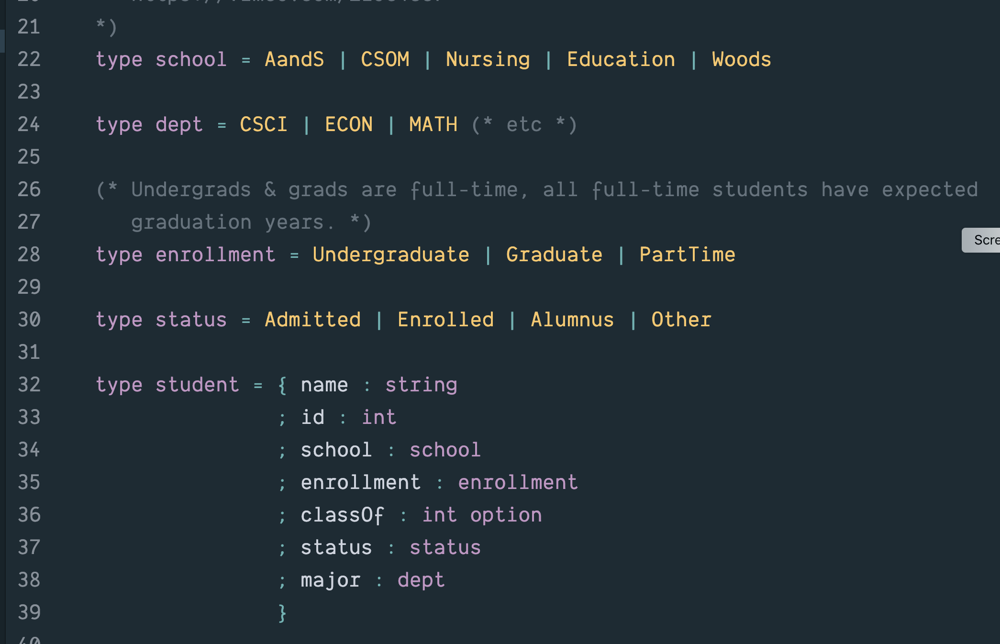 21 *)
22 type school = AandS | CSOM | Nursing | Education | Woods
23
24 type dept = CSCI | ECON | MATH (* etc *)
25
26 (* Undergrads & grads are full-time, all full-time students have expected
27 graduation years. *)
Scre
28 type enrollment = Undergraduate | Graduate | PartTime
29
30 type status = Admitted | Enrolled | Alumnus | Other
31
32 type student = { name : string
33 ; id : int
34 ; school : school
35 ; enrollment : enrollment
36 ; classOf : int option
37 ; status : status
38 ; major : dept
39 }
40